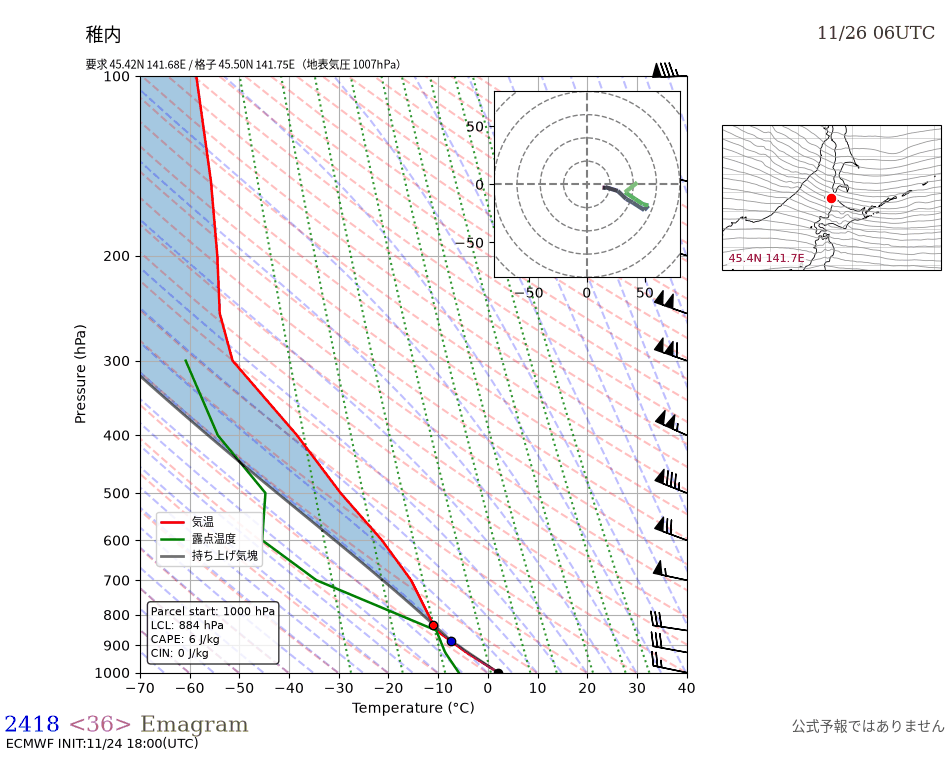 稚内
11/26 06UTC
要求 45.42N 141.68E / 格子 45.50N 141.75E（地表気圧 1007hPa）
100
200
300
400
500
600
700
800
900
1000
Pressure (hPa)
−70 −60 −50 −40 −30 −20 −10 0 10 20 30 40
Temperature (°C)
50
0
−50
−50 0 50
気温
露点温度
持ち上げ気塊
Parcel start: 1000 hPa
LCL: 884 hPa
CAPE: 6 J/kg
CIN: 0 J/kg
45.4N 141.7E
2418 <36> Emagram
ECMWF INIT:11/24 18:00(UTC)
公式予報ではありません